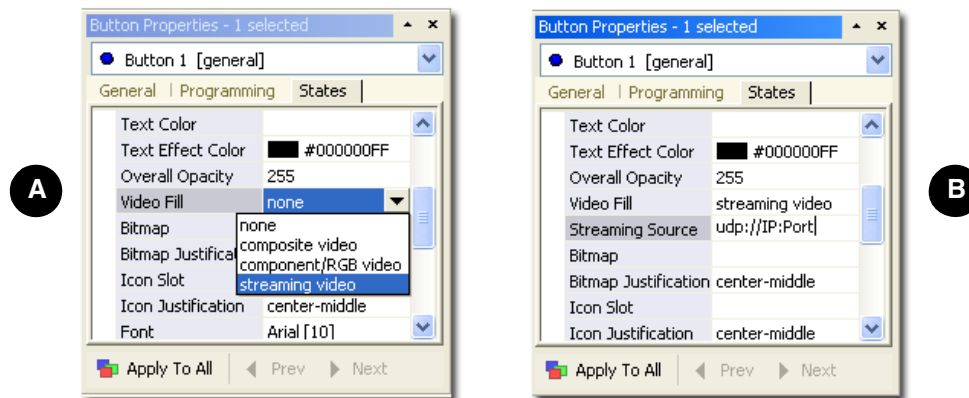 Button Properties - 1 selected
Button 1 [general]
General | Programming States
Text Color
Text Effect Color #000000FF
Overall Opacity 255
Video Fill none
Bitmap
Bitmap Justificat
Icon Slot
none
composite video
component/RGB video
streaming video
Icon Justification center-middle
Font Arial [10]
Apply To All Prev Next
A
Button Properties - 1 selected
Button 1 [general]
General | Programming States
Text Color
Text Effect Color #000000FF
Overall Opacity 255
Video Fill streaming video
Streaming Source udp://IP:Port
Bitmap
Bitmap Justification center-middle
Icon Slot
Icon Justification center-middle
Apply To All Prev Next
B